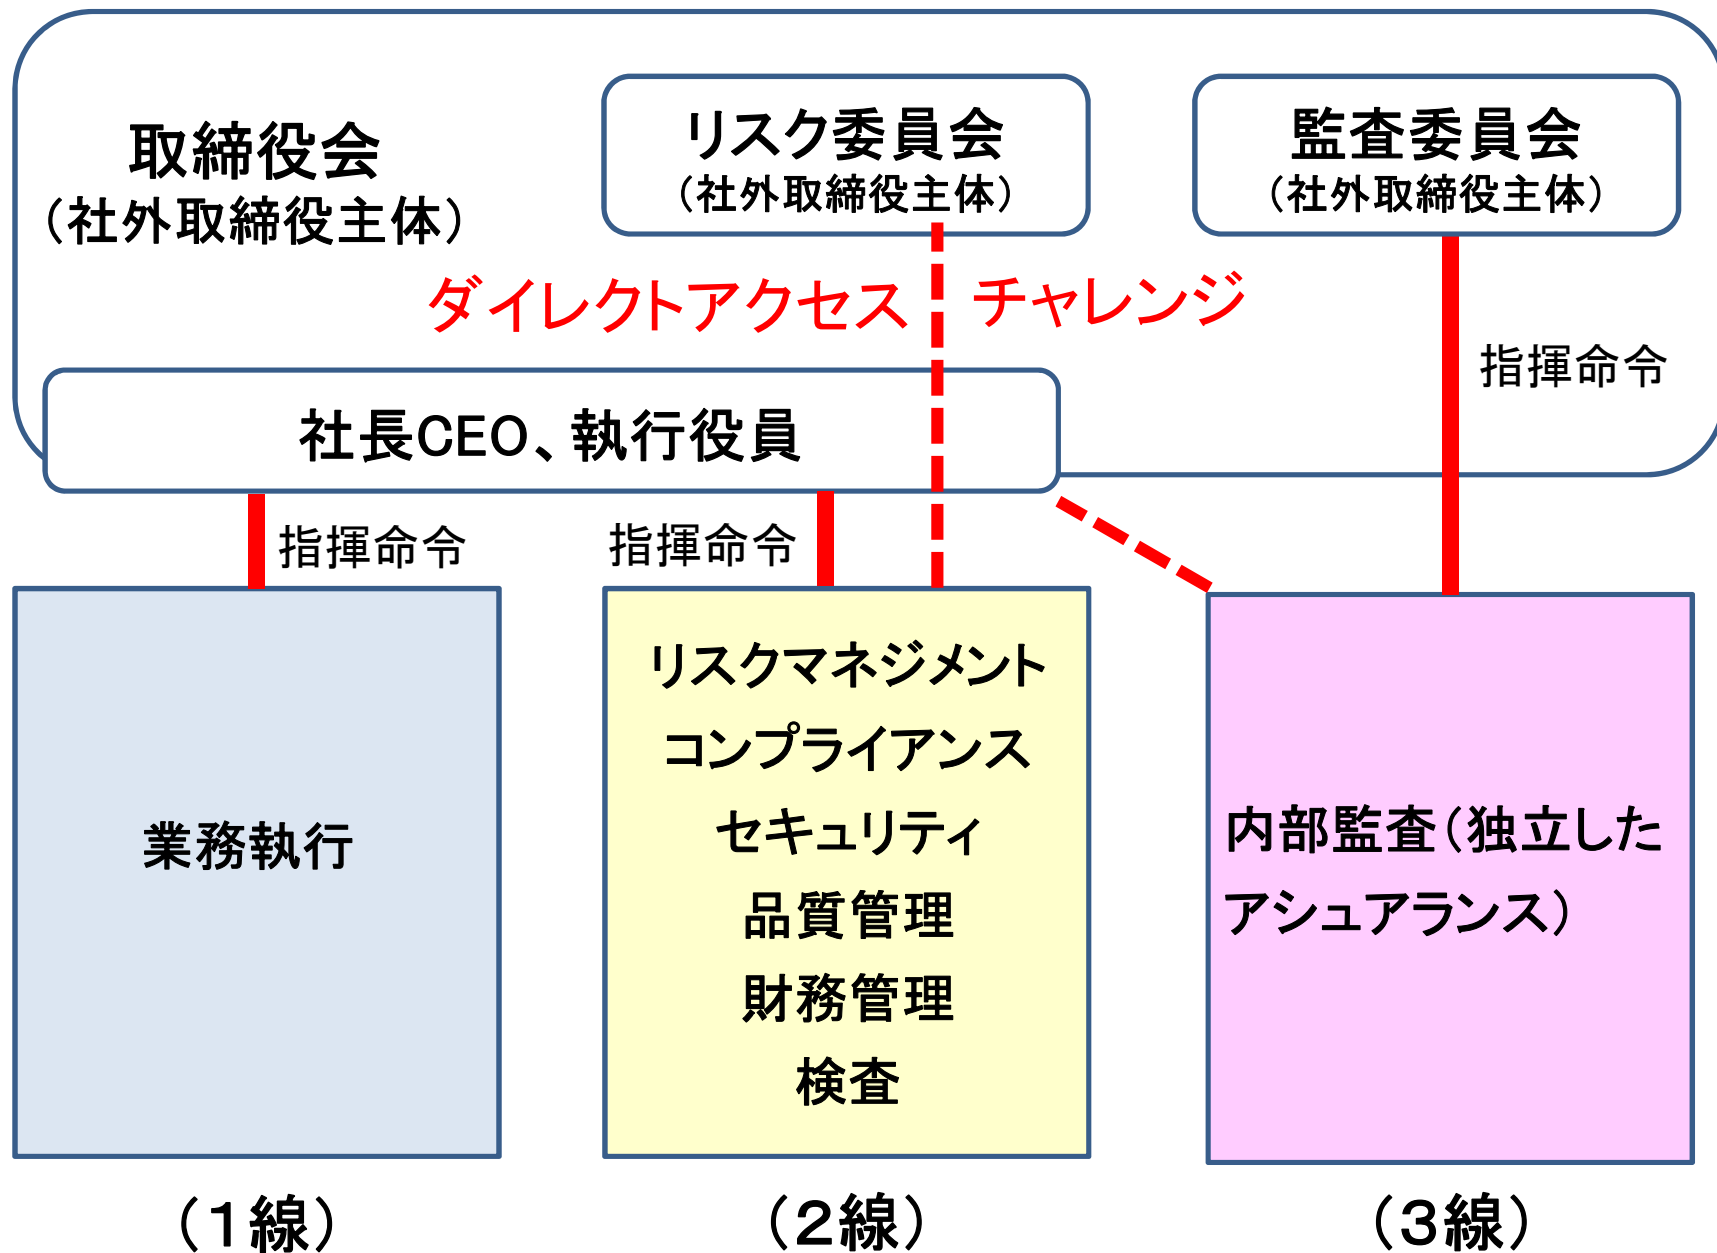 取締役会
（社外取締役主体）
リスク委員会
（社外取締役主体）
監査委員会
（社外取締役主体）
ダイレクトアクセス
チャレンジ
指揮命令
社長CEO、執行役員
指揮命令
指揮命令
業務執行
リスクマネジメント
コンプライアンス
セキュリティ
品質管理
財務管理
検査
内部監査（独立した
アシュアランス）
（１線）
（２線）
（３線）